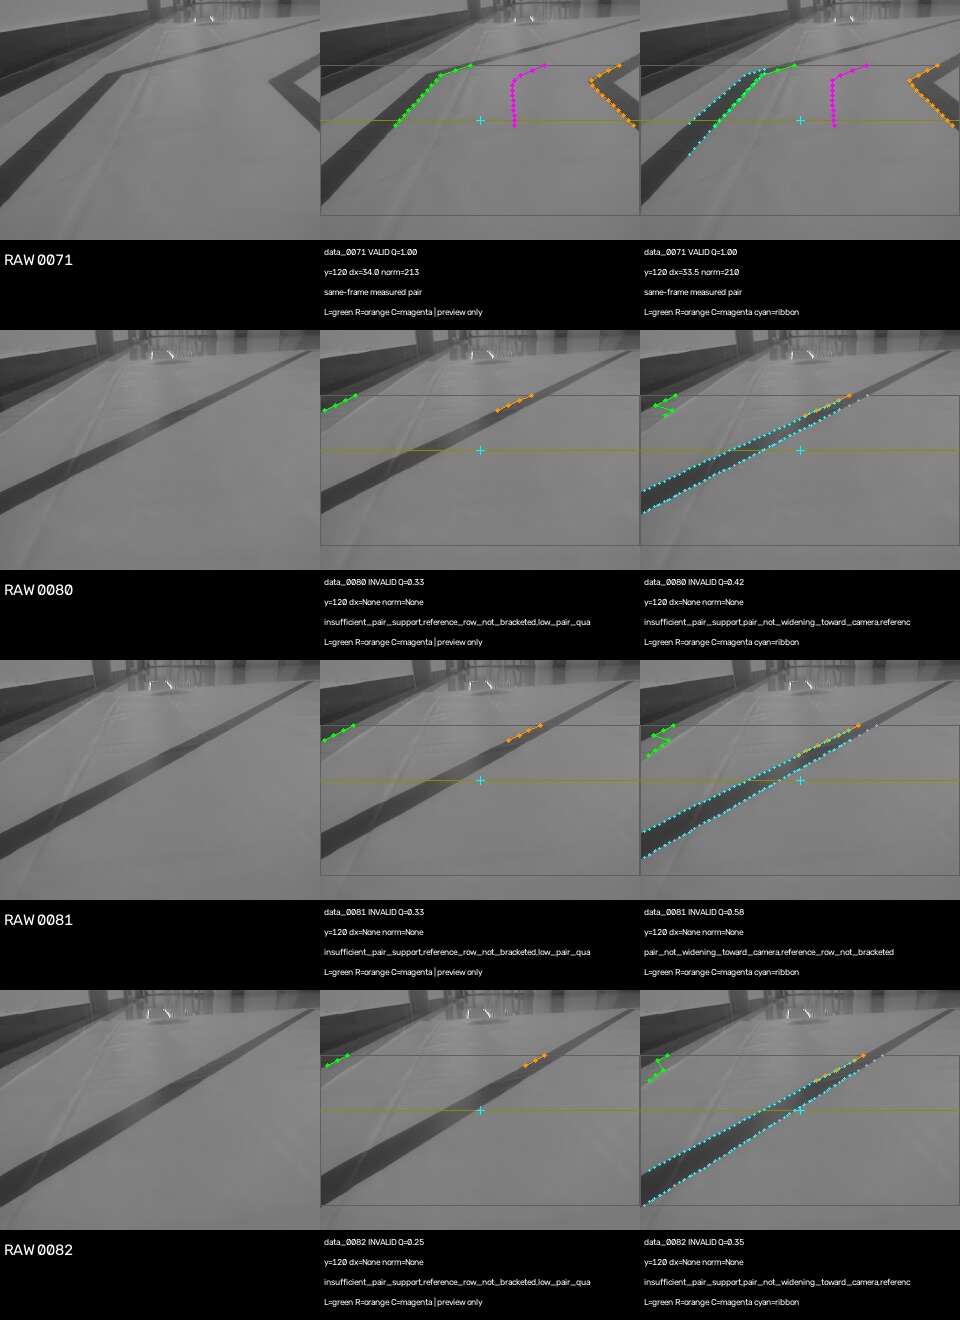 RAW 0071
data_0071 VALID Q=1.00
y=120 dx=34.0 norm=213
same-frame measured pair
L=green R=orange C=magenta | preview only
data_0071 VALID Q=1.00
y=120 dx=33.5 norm=210
same-frame measured pair
L=green R=orange C=magenta cyan=ribbon
RAW 0080
data_0080 INVALID Q=0.33
y=120 dx=None norm=None
insufficient_pair_support,reference_row_not_bracketed,low_pair_qua
L=green R=orange C=magenta | preview only
data_0080 INVALID Q=0.42
y=120 dx=None norm=None
insufficient_pair_support,pair_not_widening_toward_camera,referenc
L=green R=orange C=magenta cyan=ribbon
RAW 0081
data_0081 INVALID Q=0.33
y=120 dx=None norm=None
insufficient_pair_support,reference_row_not_bracketed,low_pair_qua
L=green R=orange C=magenta | preview only
data_0081 INVALID Q=0.58
y=120 dx=None norm=None
pair_not_widening_toward_camera,reference_row_not_bracketed
L=green R=orange C=magenta cyan=ribbon
RAW 0082
data_0082 INVALID Q=0.25
y=120 dx=None norm=None
insufficient_pair_support,reference_row_not_bracketed,low_pair_qua
L=green R=orange C=magenta | preview only
data_0082 INVALID Q=0.35
y=120 dx=None norm=None
insufficient_pair_support,pair_not_widening_toward_camera,referenc
L=green R=orange C=magenta cyan=ribbon